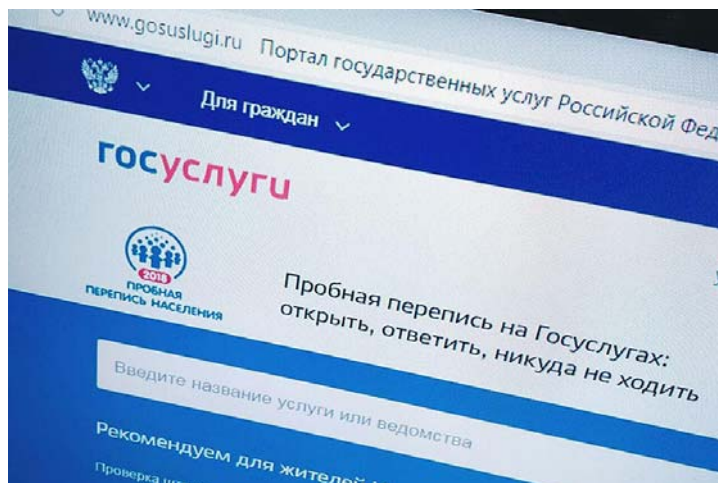 www.gosuslugi.ru Портал государственных услуг Российской Фед
Для граждан
госуслуги
2018
ПРОБНАЯ
ПЕРЕПИСЬ НАСЕЛЕНИЯ
Пробная перепись на Госуслугах:
открыть, ответить, никуда не ходить
Введите название услуги или ведомства
Рекомендуем для жителей
Проверка